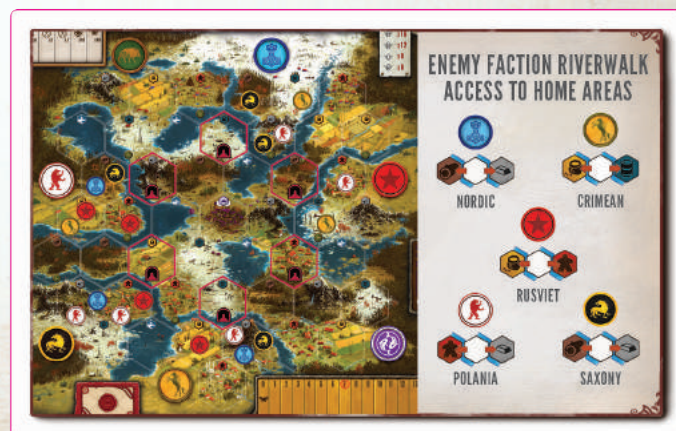 ENEMY FACTION RIVERWALK
ACCESS TO HOME AREAS
NORDIC
CRIMEAN
RUSVIET
POLANIA
SAXONY